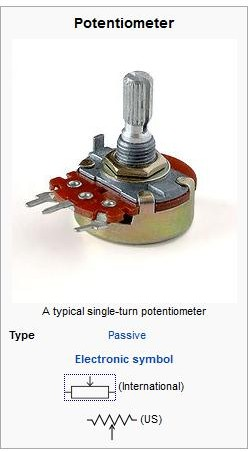 Potentiometer
A typical single-turn potentiometer
Type Passive
Electronic symbol
(International)
(US)